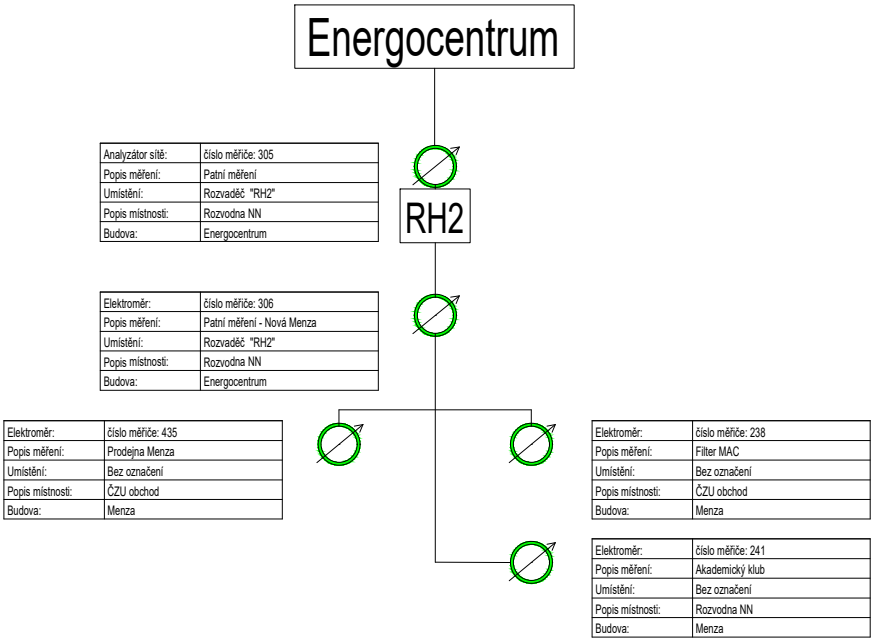 Energocentrum
Analyzátor sítě: číslo měřiče: 305
Popis měření: Patní měření
Umístění: Rozvaděč "RH2"
Popis místnosti: Rozvodna NN
Budova: Energocentrum
RH2
Elektroměr: číslo měřiče: 306
Popis měření: Patní měření - Nová Menza
Umístění: Rozvaděč "RH2"
Popis místnosti: Rozvodna NN
Budova: Energocentrum
Elektroměr: číslo měřiče: 435
Popis měření: Prodejna Menza
Umístění: Bez označení
Popis místnosti: ČZU obchod
Budova: Menza
Elektroměr: číslo měřiče: 238
Popis měření: Filter MAC
Umístění: Bez označení
Popis místnosti: ČZU obchod
Budova: Menza
Elektroměr: číslo měřiče: 241
Popis měření: Akademický klub
Umístění: Bez označení
Popis místnosti: Rozvodna NN
Budova: Menza